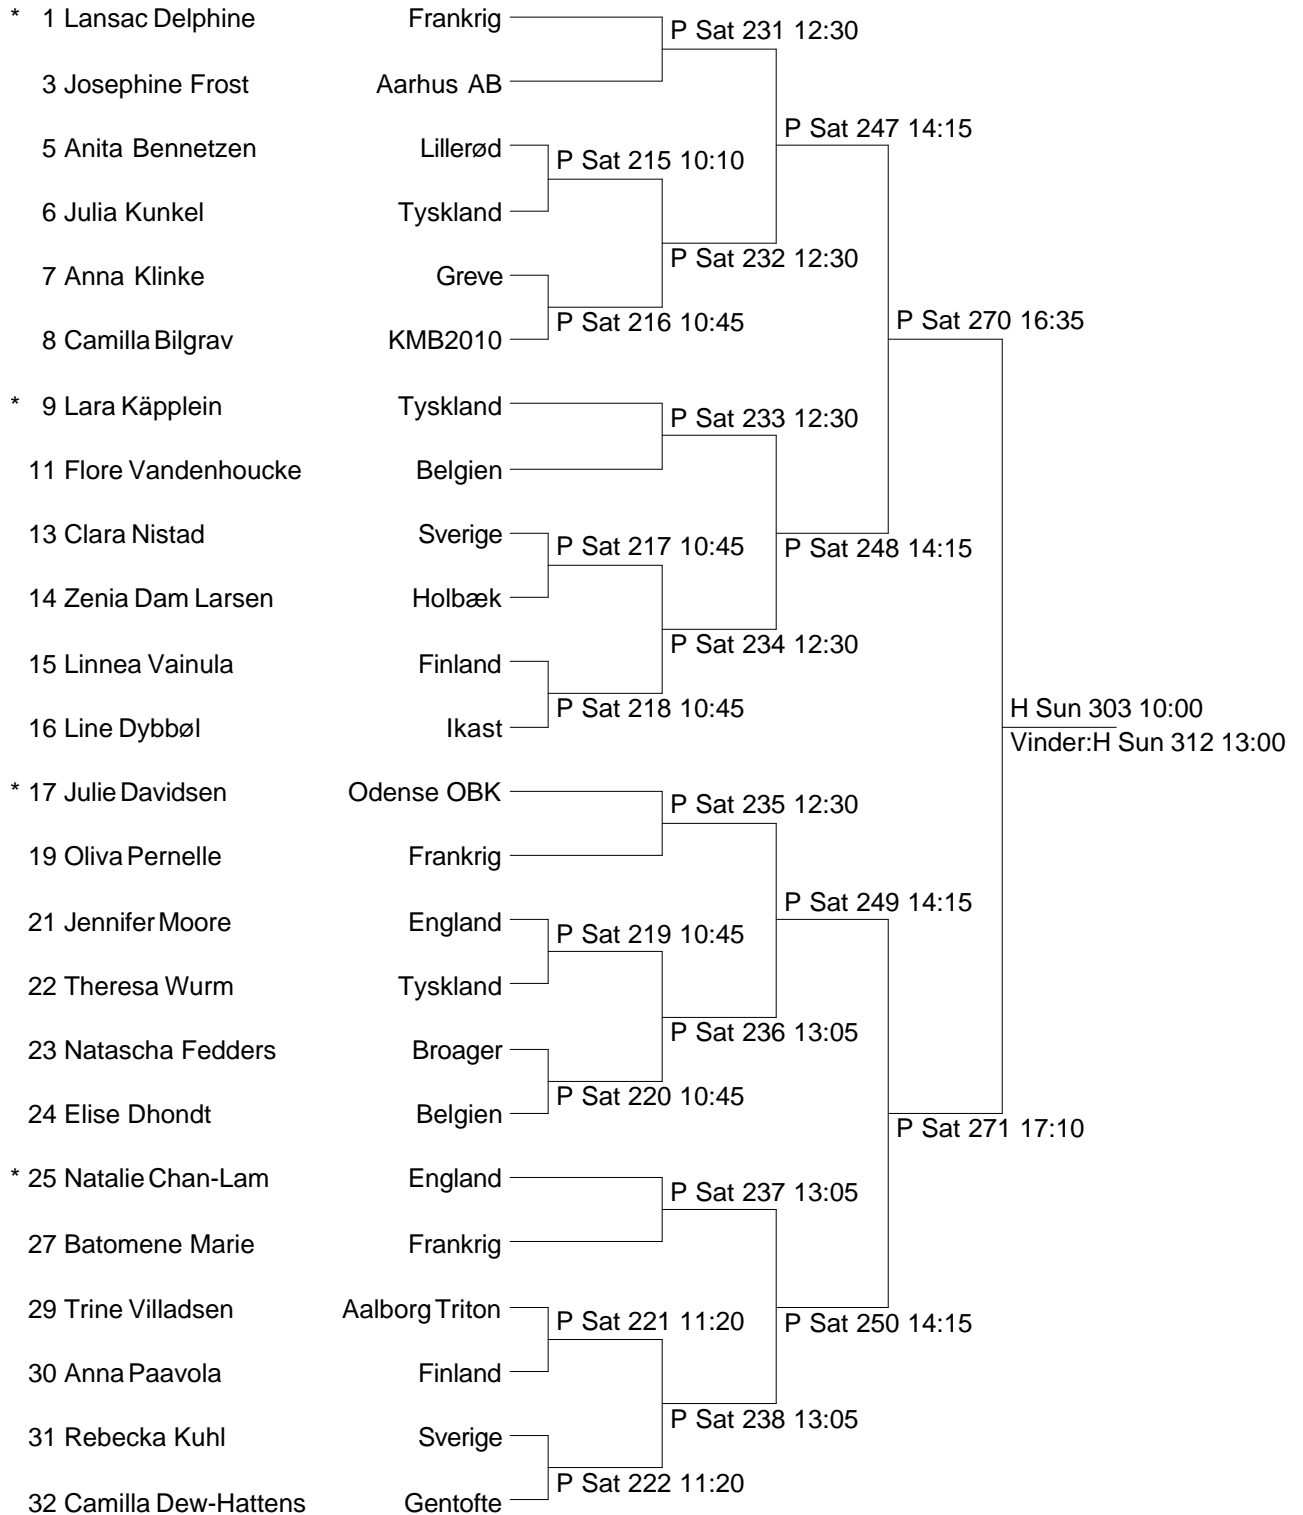 * 1 Lansac Delphine Frankrig
P Sat 231 12:30
3 Josephine Frost Aarhus AB
P Sat 247 14:15
5 Anita Bennetzen Lillerød
P Sat 215 10:10
6 Julia Kunkel Tyskland
P Sat 232 12:30
7 Anna Klinke Greve
P Sat 216 10:45
P Sat 270 16:35
8 Camilla Bilgrav KMB2010
* 9 Lara Käpplein Tyskland
P Sat 233 12:30
11 Flore Vandenhoucke Belgien
13 Clara Nistad Sverige
P Sat 217 10:45
P Sat 248 14:15
14 Zenia Dam Larsen Holbæk
P Sat 234 12:30
15 Linnea Vainula Finland
P Sat 218 10:45
H Sun 303 10:00
16 Line Dybbøl Ikast
Vinder:H Sun 312 13:00
* 17 Julie Davidsen Odense OBK
P Sat 235 12:30
19 Oliva Pernelle Frankrig
P Sat 249 14:15
21 Jennifer Moore England
P Sat 219 10:45
22 Theresa Wurm Tyskland
P Sat 236 13:05
23 Natascha Fedders Broager
P Sat 220 10:45
24 Elise Dhondt Belgien
P Sat 271 17:10
* 25 Natalie Chan-Lam England
P Sat 237 13:05
27 Batomene Marie Frankrig
29 Trine Villadsen Aalborg Triton
P Sat 221 11:20
P Sat 250 14:15
30 Anna Paavola Finland
P Sat 238 13:05
31 Rebecka Kuhl Sverige
P Sat 222 11:20
32 Camilla Dew-Hattens Gentofte